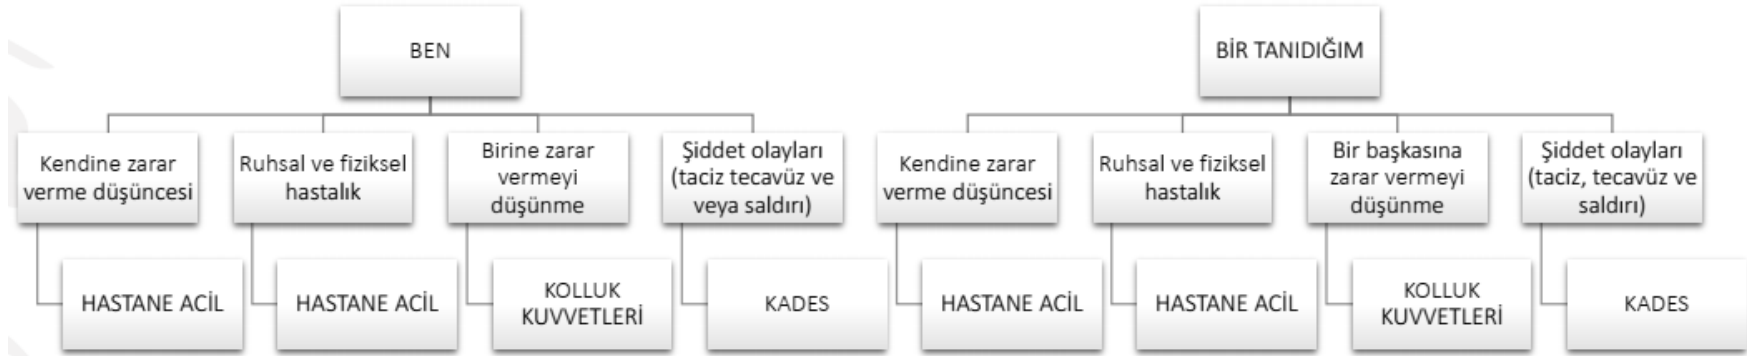 BEN
Kendine zarar
verme düşüncesi
HASTANE ACİL
Ruhsal ve fiziksel
hastalık
HASTANE ACİL
Birine zarar
vermeyi
düşünme
KOLLUK
KUVVETLERİ
Şiddet olayları
(taciz tecavüz ve
veya saldırı)
KADES
BİR TANIDIĞIM
Kendine zarar
verme düşüncesi
HASTANE ACİL
Ruhsal ve fiziksel
hastalık
HASTANE ACİL
Bir başkasına
zarar vermeyi
düşünme
KOLLUK
KUVVETLERİ
Şiddet olayları
(taciz, tecavüz ve
saldırı)
KADES